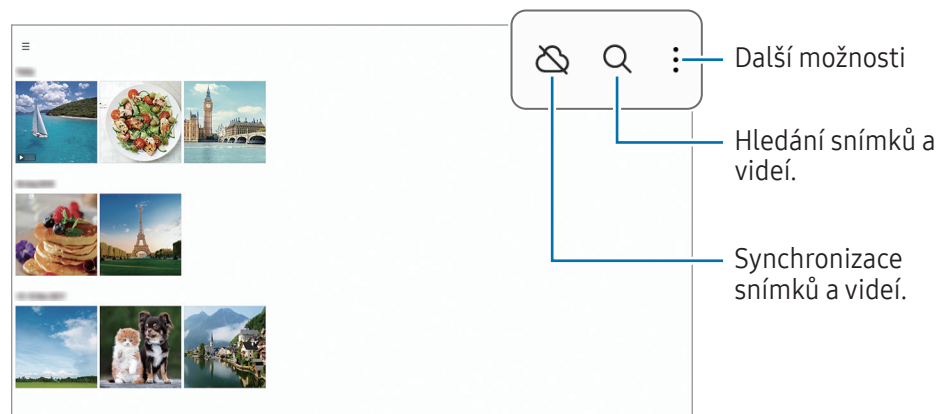 Další možnosti
Hledání snímků a
videí.
Synchronizace
snímků a videí.